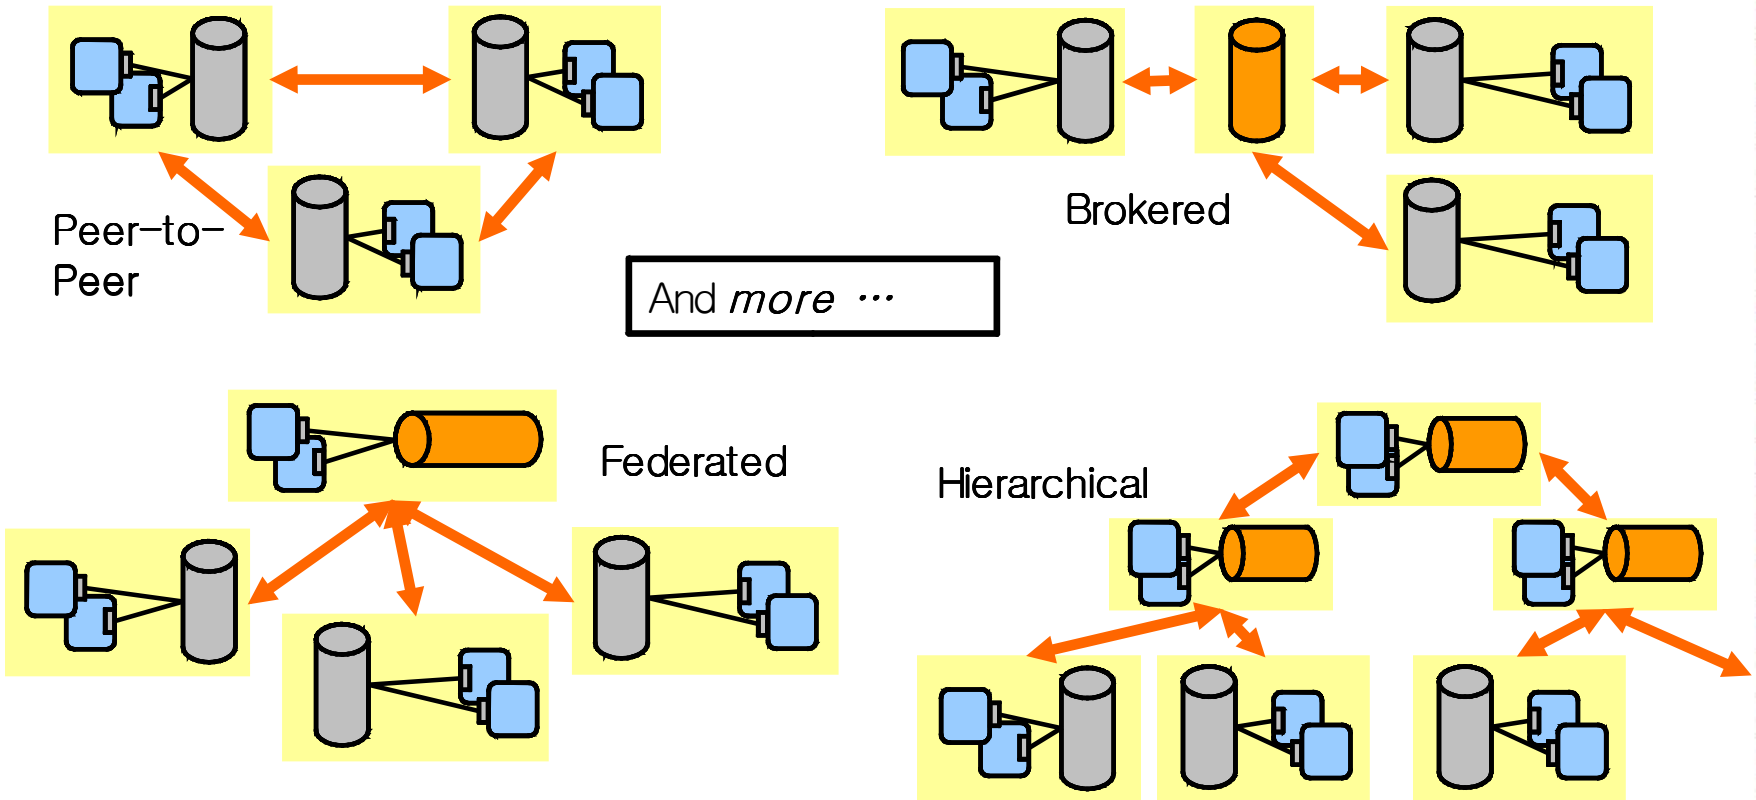 Peer-to-
Peer
Brokered
And more ...
Federated
Hierarchical